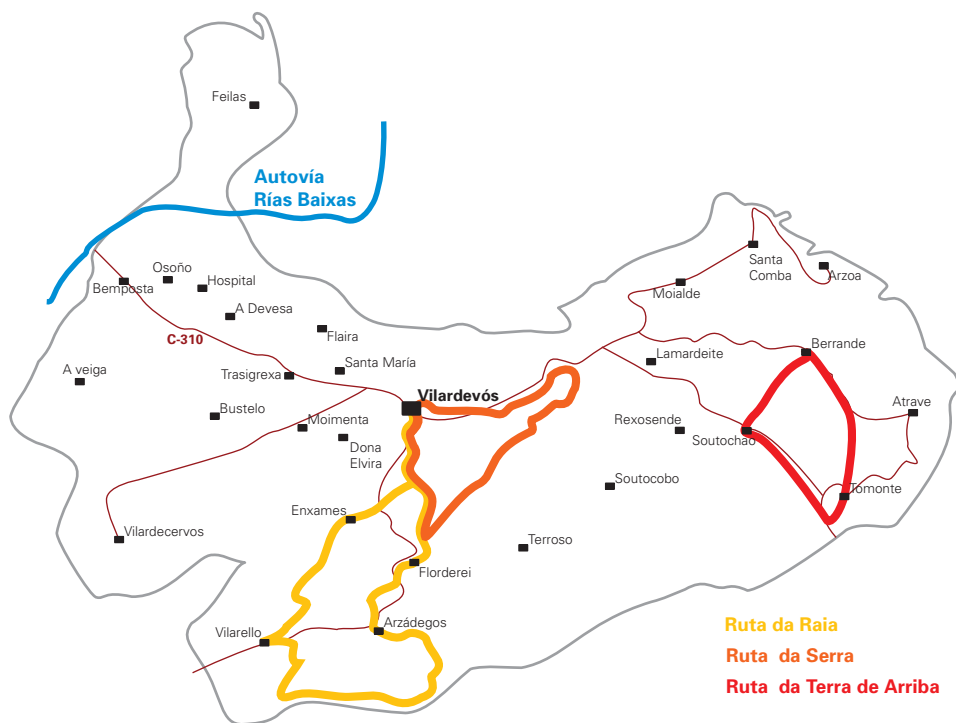 Feilas
Autovía
Rías Baixas
Santa
Comba
Osoño
Arzoa
Bemposta
Hospital
Moialde
A Devesa
Flaira
C-310
Berrande
Lamardeite
Santa María
A veiga
Trasigrexa
Vilardevós
Atrave
Bustelo
Moimenta
Rexosende
Soutochao
Dona
Elvira
Soutocobo
Tomonte
Enxames
Vilardecervos
Terroso
Florderei
Vilarello
Arzádegos
Ruta da Raia
Ruta da Serra
Ruta da Terra de Arriba